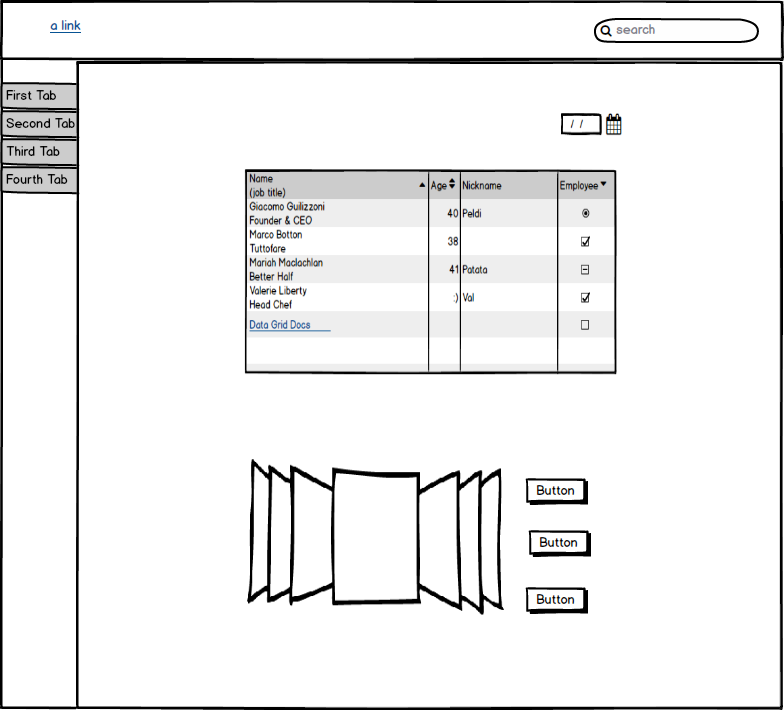 a link
search
First Tab
Second Tab
Third Tab
Fourth Tab
/ /
Name
(job title)
Age
Nickname
Employee
Giacomo Guilizzoni
Founder & CEO
40
Peldi
Marco Botton
Tuttofare
38
Mariah Maclachlan
Better Half
41
Patata
Valerie Liberty
Head Chef
:)
Val
Data Grid Docs
Button
Button
Button